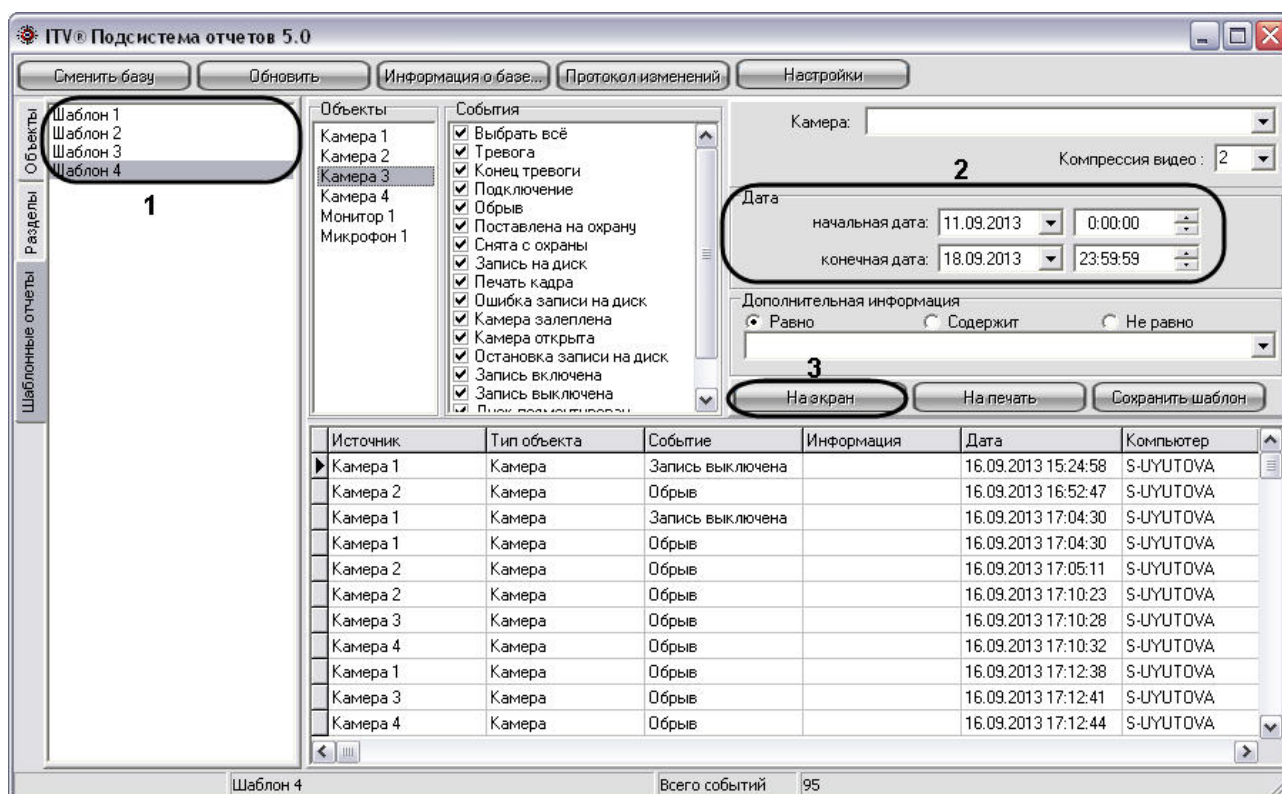 ITV® Подсистема отчетов 5.0
Сменить базу Обновить Информация о базе... Протокол изменений Настройки
Объекты
Разделы
Шаблонные отчеты
Шаблон 1
Шаблон 2
Шаблон 3
Шаблон 4
1
Объекты
Камера 1
Камера 2
Камера 3
Камера 4
Монитор 1
Микрофон 1
События
Выбрать всё
Тревога
Конец тревоги
Подключение
Обрыв
Поставлена на охрану
Снята с охраны
Запись на диск
Печать кадра
Ошибка записи на диск
Камера залеплена
Камера открыта
Остановка записи на диск
Запись включена
Запись выключена
Камера:
Компрессия видео : 2
2
Дата
начальная дата: 11.09.2013 0:00:00
конечная дата: 18.09.2013 23:59:59
Дополнительная информация
Равно Содержит Не равно
3
На экран На печать Сохранить шаблон
Источник Тип объекта Событие Информация Дата Компьютер
Камера 1 Камера Запись выключена 16.09.2013 15:24:58 S-UYUTOVA
Камера 2 Камера Обрыв 16.09.2013 16:52:47 S-UYUTOVA
Камера 1 Камера Запись выключена 16.09.2013 17:04:30 S-UYUTOVA
Камера 1 Камера Обрыв 16.09.2013 17:04:30 S-UYUTOVA
Камера 2 Камера Обрыв 16.09.2013 17:05:11 S-UYUTOVA
Камера 2 Камера Обрыв 16.09.2013 17:10:23 S-UYUTOVA
Камера 3 Камера Обрыв 16.09.2013 17:10:28 S-UYUTOVA
Камера 4 Камера Обрыв 16.09.2013 17:10:32 S-UYUTOVA
Камера 1 Камера Обрыв 16.09.2013 17:12:38 S-UYUTOVA
Камера 3 Камера Обрыв 16.09.2013 17:12:41 S-UYUTOVA
Камера 4 Камера Обрыв 16.09.2013 17:12:44 S-UYUTOVA
Шаблон 4 Всего событий 95